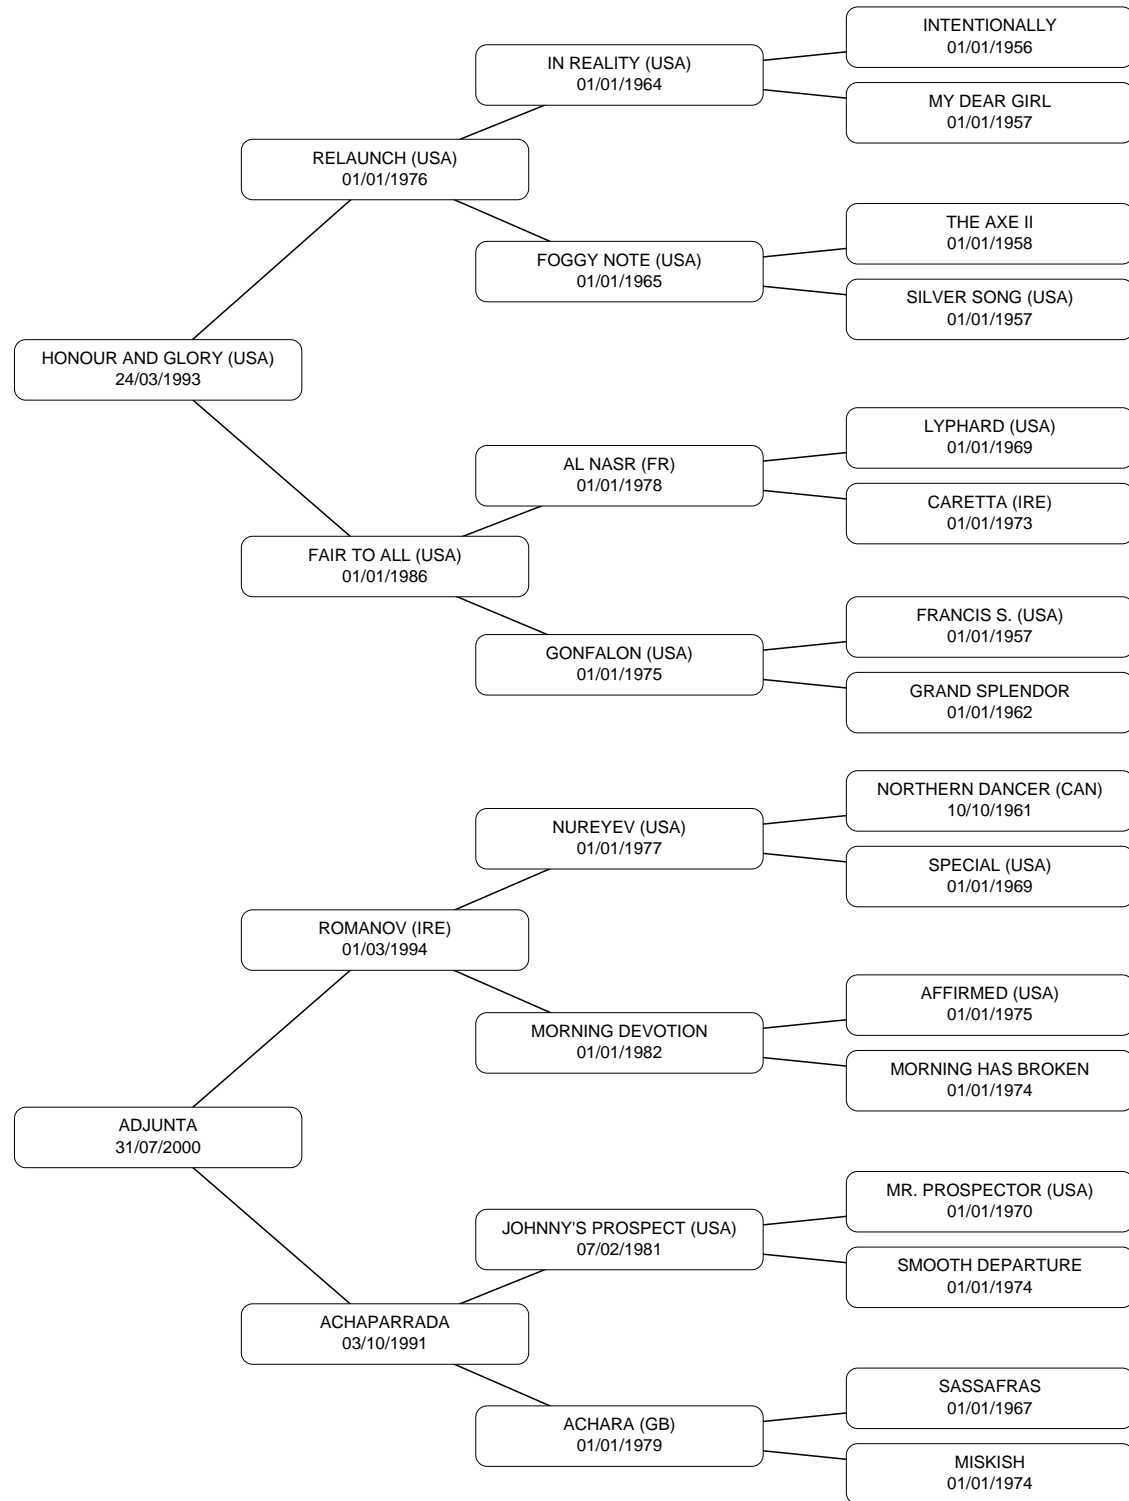 INTENTIONALLY
01/01/1956
IN REALITY (USA)
01/01/1964
MY DEAR GIRL
01/01/1957
RELAUNCH (USA)
01/01/1976
THE AXE II
01/01/1958
FOGGY NOTE (USA)
01/01/1965
SILVER SONG (USA)
01/01/1957
HONOUR AND GLORY (USA)
24/03/1993
LYPHARD (USA)
01/01/1969
AL NASR (FR)
01/01/1978
CARETTA (IRE)
01/01/1973
FAIR TO ALL (USA)
01/01/1986
FRANCIS S. (USA)
01/01/1957
GONFALON (USA)
01/01/1975
GRAND SPLENDOR
01/01/1962
NORTHERN DANCER (CAN)
10/10/1961
NUREYEV (USA)
01/01/1977
SPECIAL (USA)
01/01/1969
ROMANOV (IRE)
01/03/1994
AFFIRMED (USA)
01/01/1975
MORNING DEVOTION
01/01/1982
MORNING HAS BROKEN
01/01/1974
ADJUNTA
31/07/2000
MR. PROSPECTOR (USA)
01/01/1970
JOHNNY'S PROSPECT (USA)
07/02/1981
SMOOTH DEPARTURE
01/01/1974
ACHAPARRADA
03/10/1991
SASSAFRAS
01/01/1967
ACHARA (GB)
01/01/1979
MISKISH
01/01/1974